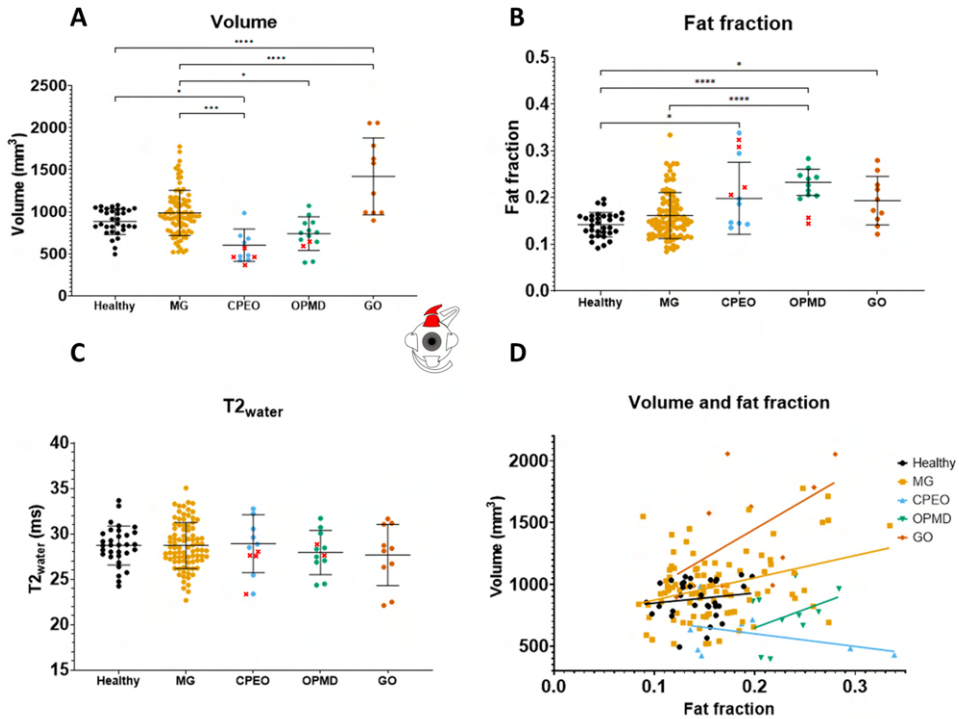 A
Volume
****
****
*
*
***
2500
2000
1500
1000
500
0
Volume (mm³)
Healthy MG CPEO OPMD GO
B
Fat fraction
*
****
****
*
0.5
0.4
0.3
0.2
0.1
0.0
Fat fraction
Healthy MG CPEO OPMD GO
C
T2water
40
35
30
25
20
15
T2water (ms)
Healthy MG CPEO OPMD GO
D
Volume and fat fraction
2000
1500
1000
500
Volume (mm³)
0.0 0.1 0.2 0.3
Fat fraction
Healthy
MG
CPEO
OPMD
GO